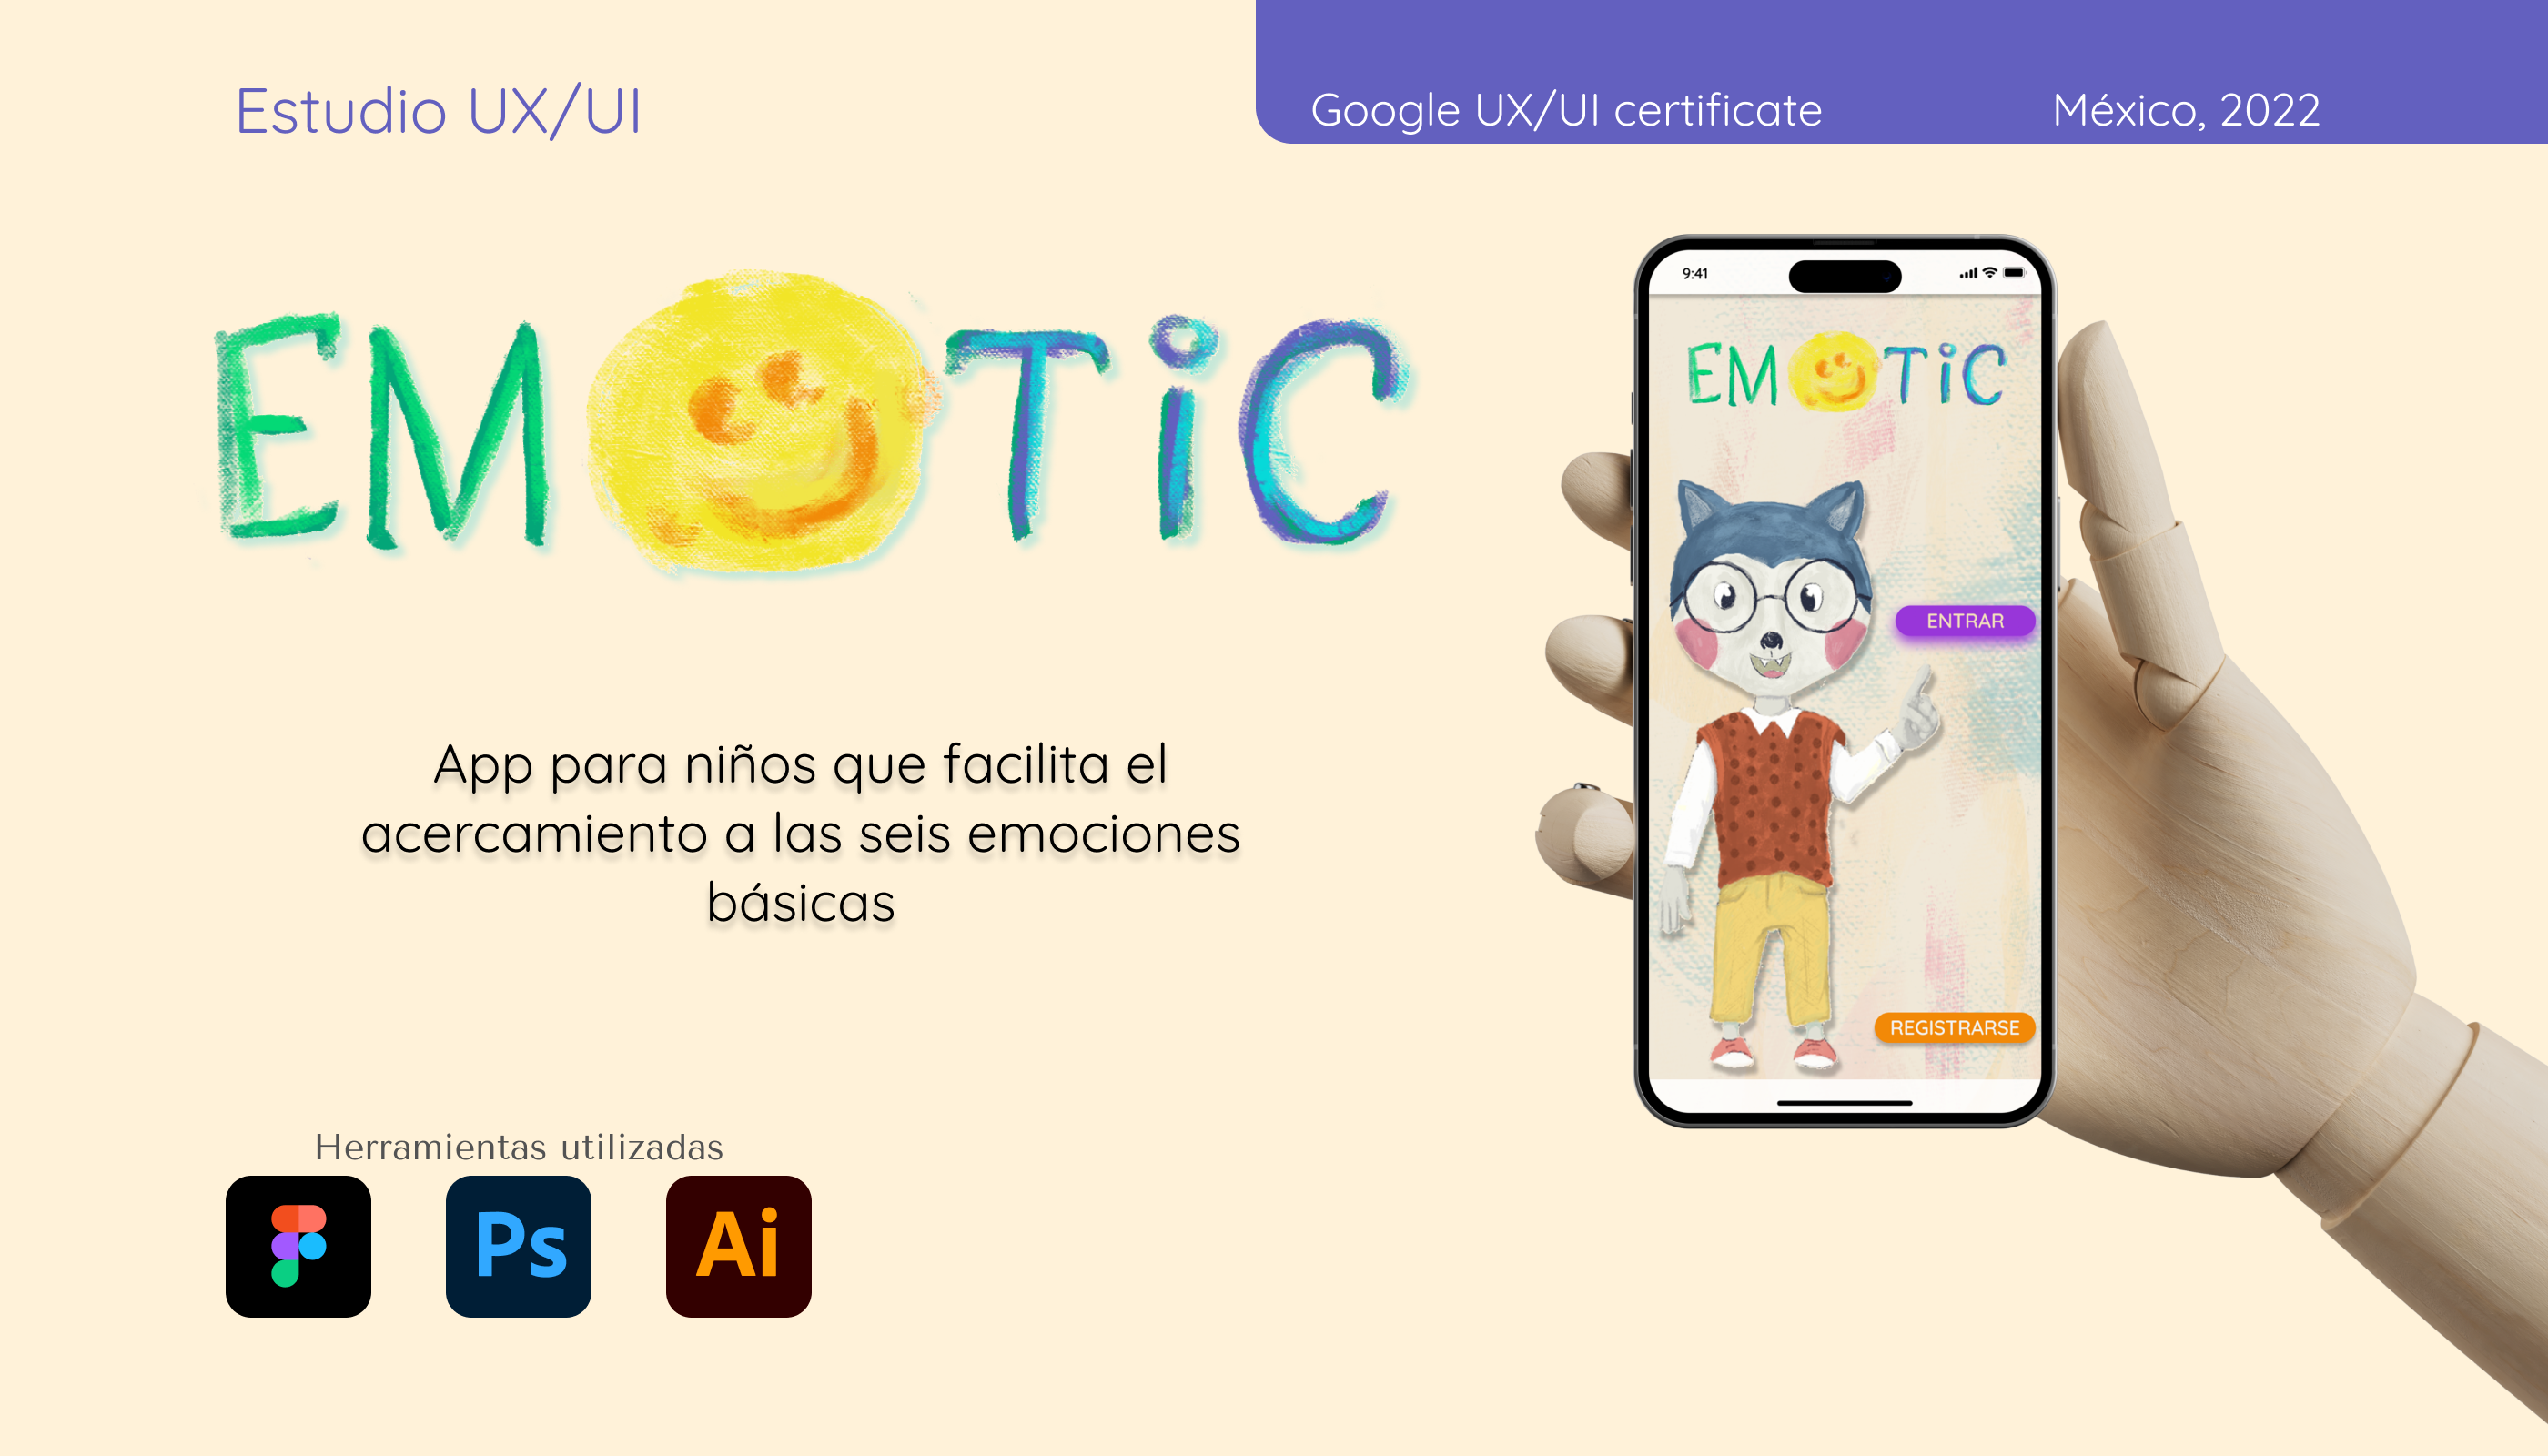 Estudio UX/UI
Google UX/UI certificate
México, 2022
EMOTiC
App para niños que facilita el
acercamiento a las seis emociones
básicas
9:41
EMOTiC
ENTRAR
REGISTRARSE
Herramientas utilizadas
Ps
Ai